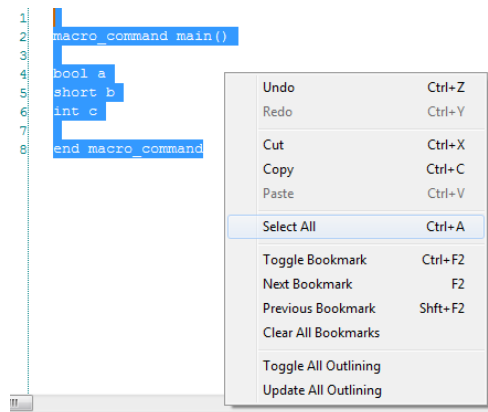 1
2 macro_command main()
3
4 bool a
5 short b
6 int c
7
8 end macro_command
Undo Ctrl+Z
Redo Ctrl+Y
Cut Ctrl+X
Copy Ctrl+C
Paste Ctrl+V
Select All Ctrl+A
Toggle Bookmark Ctrl+F2
Next Bookmark F2
Previous Bookmark Shft+F2
Clear All Bookmarks
Toggle All Outlining
Update All Outlining